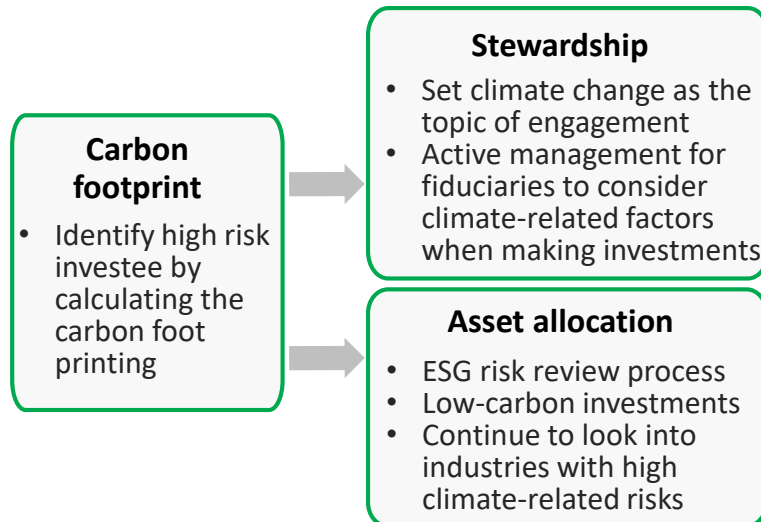 Carbon
footprint
• Identify high risk
investee by
calculating the
carbon foot
printing
Stewardship
• Set climate change as the
topic of engagement
• Active management for
fiduciaries to consider
climate-related factors
when making investments
Asset allocation
• ESG risk review process
• Low-carbon investments
• Continue to look into
industries with high
climate-related risks